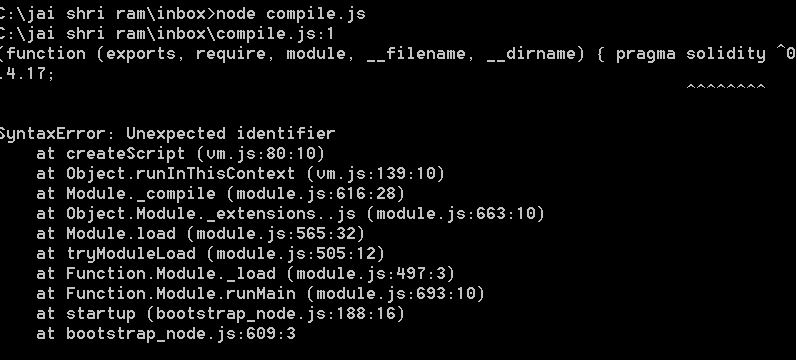 C:\jai shri ram\inbox>node compile.js
C:\jai shri ram\inbox\compile.js:1
(function (exports, require, module, __filename, __dirname) { pragma solidity ^0
.4.17;
^^^^^^^^
SyntaxError: Unexpected identifier
at createScript (vm.js:80:10)
at Object.runInThisContext (vm.js:139:10)
at Module._compile (module.js:616:28)
at Object.Module._extensions..js (module.js:663:10)
at Module.load (module.js:565:32)
at tryModuleLoad (module.js:505:12)
at Function.Module._load (module.js:497:3)
at Function.Module.runMain (module.js:693:10)
at startup (bootstrap_node.js:188:16)
at bootstrap_node.js:609:3